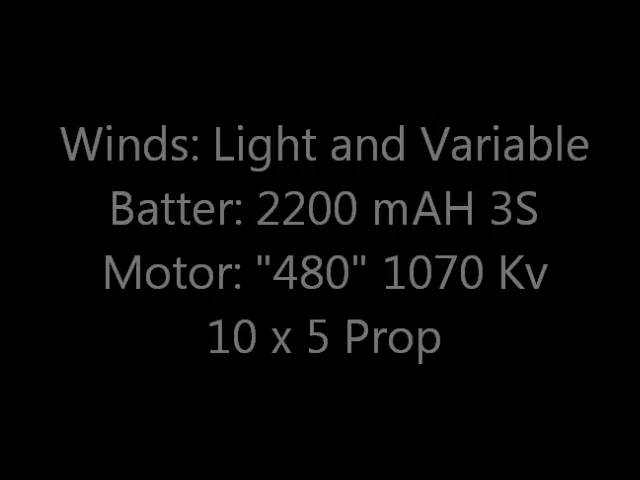 Winds: Light and Variable
Batter: 2200 mAH 3S
Motor: "480" 1070 Kv
10 x 5 Prop